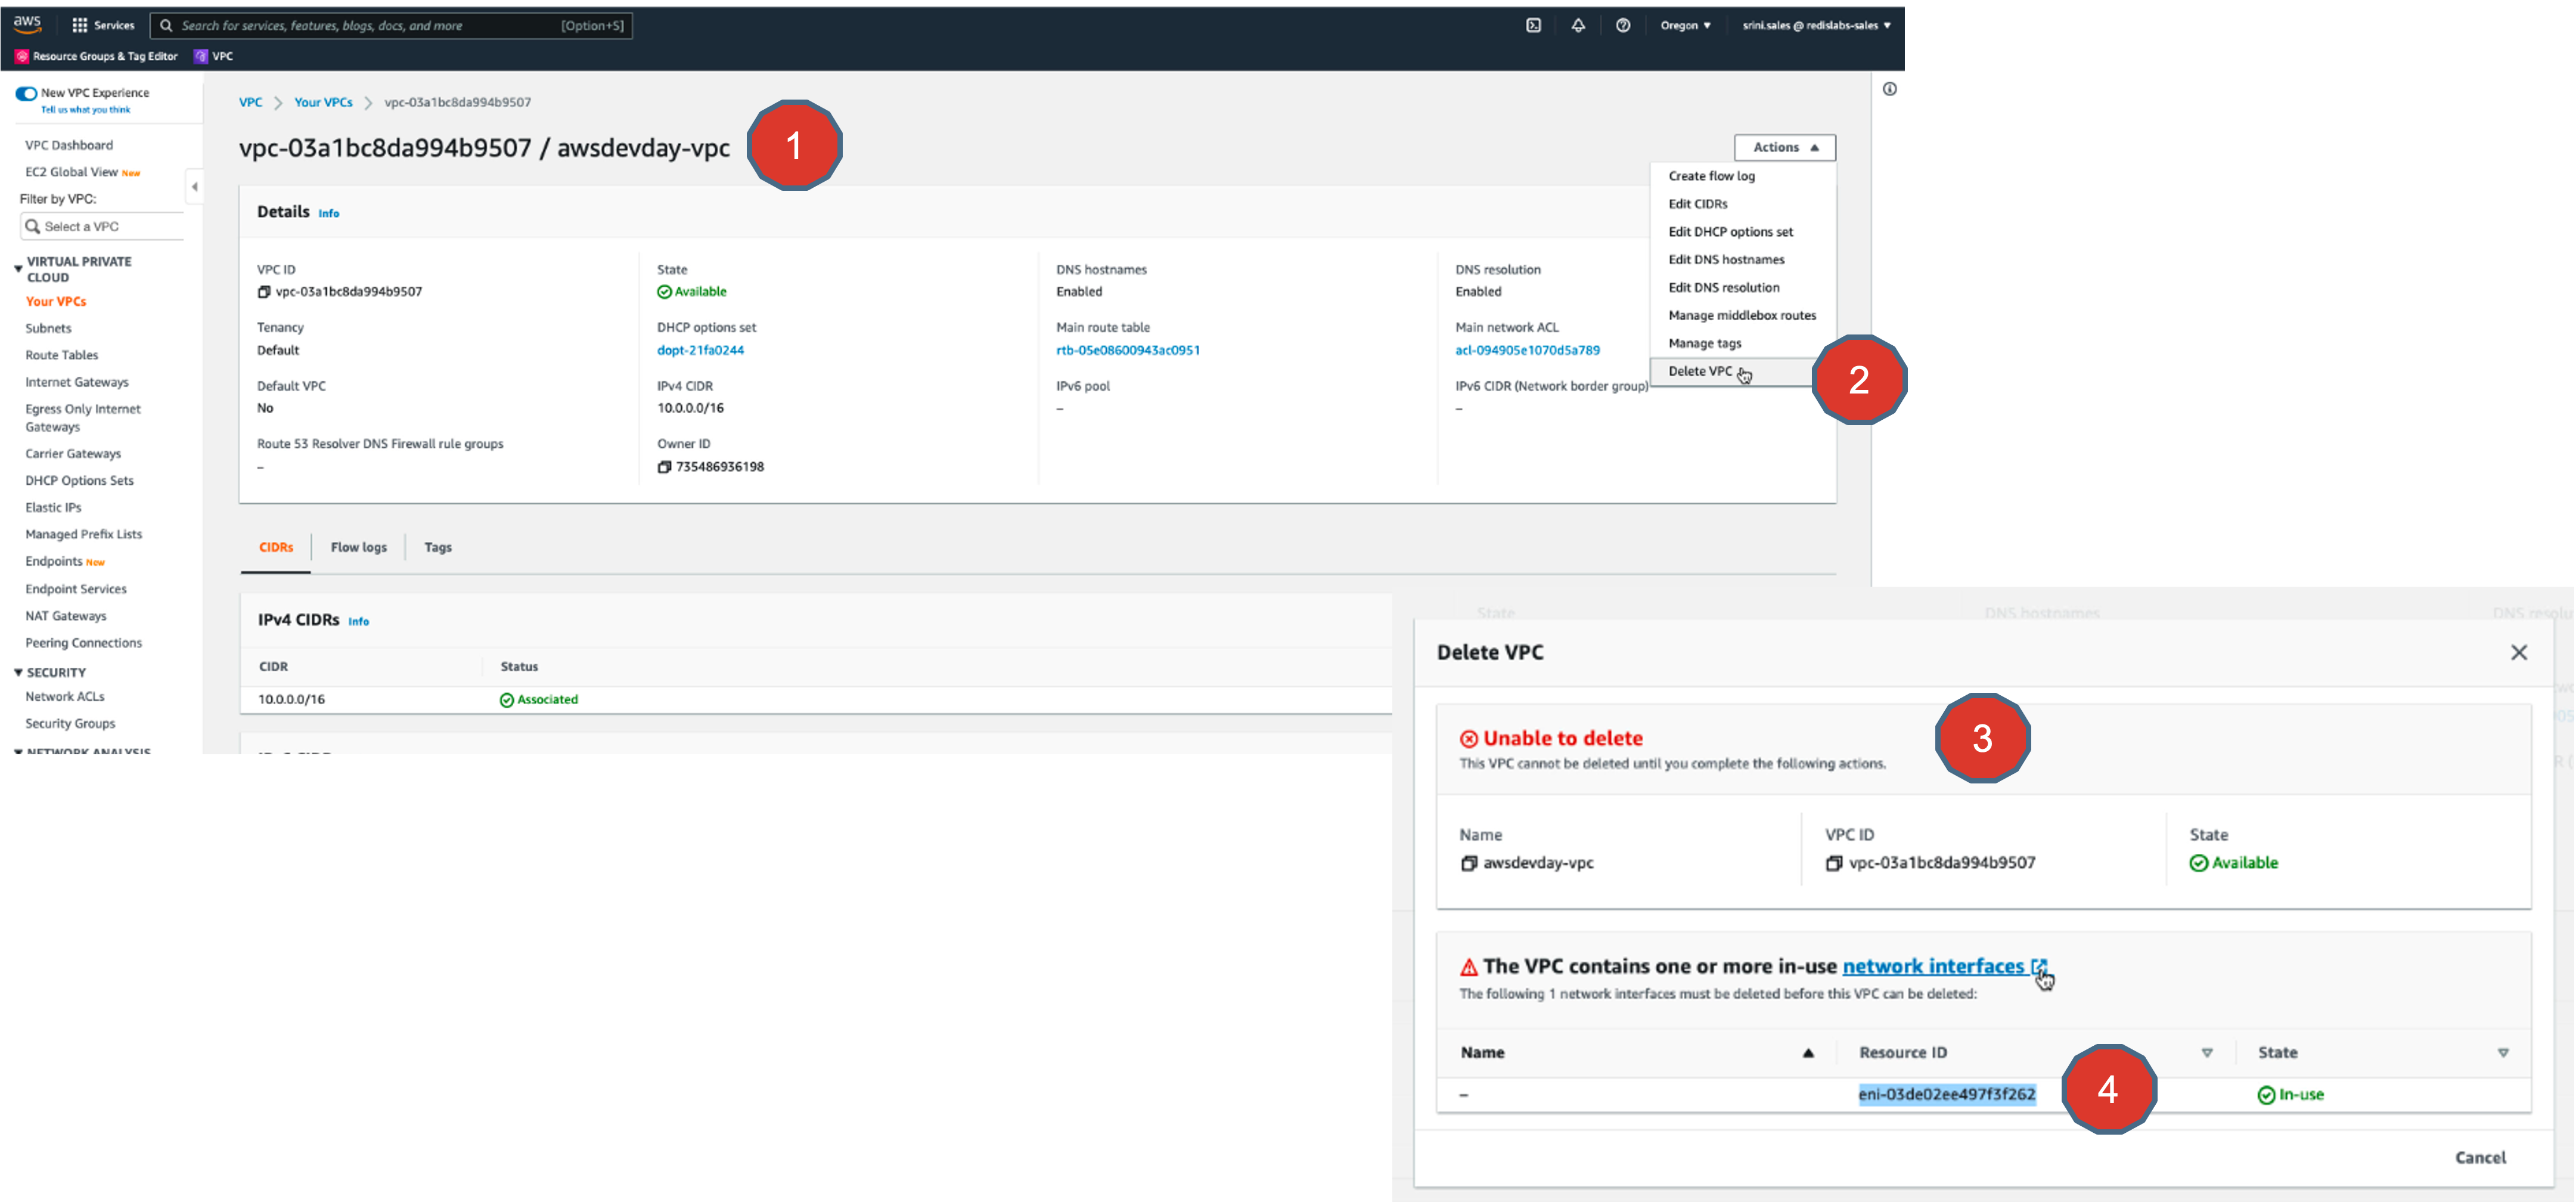 aws
Services
Search for services, features, blogs, docs, and more
[Option+S]
Oregon ▼
srini.sales @ redislabs-sales ▼
Resource Groups & Tag Editor
VPC
New VPC Experience
Tell us what you think
VPC Dashboard
EC2 Global View New
Filter by VPC:
Select a VPC
VIRTUAL PRIVATE
CLOUD
Your VPCs
Subnets
Route Tables
Internet Gateways
Egress Only Internet
Gateways
Carrier Gateways
DHCP Options Sets
Elastic IPs
Managed Prefix Lists
Endpoints New
Endpoint Services
NAT Gateways
Peering Connections
SECURITY
Network ACLs
Security Groups
NETWORK ANALYSIS
VPC > Your VPCs > vpc-03a1bc8da994b9507
vpc-03a1bc8da994b9507 / awsdevday-vpc
1
Actions ▲
Create flow log
Edit CIDRs
Edit DHCP options set
Edit DNS hostnames
Edit DNS resolution
Manage middlebox routes
Manage tags
Delete VPC
2
Details Info
VPC ID
vpc-03a1bc8da994b9507
State
Available
DNS hostnames
Enabled
DNS resolution
Enabled
Tenancy
Default
DHCP options set
dopt-21fa0244
Main route table
rtb-05e08600943ac0951
Main network ACL
acl-094905e1070d5a789
Default VPC
No
IPv4 CIDR
10.0.0.0/16
IPv6 pool
–
IPv6 CIDR (Network border group)
–
Route 53 Resolver DNS Firewall rule groups
–
Owner ID
735486936198
CIDRs
Flow logs
Tags
IPv4 CIDRs Info
CIDR
Status
10.0.0.0/16
Associated
State
DNS hostnames
DNS resolu
Delete VPC
Unable to delete
This VPC cannot be deleted until you complete the following actions.
3
Name
awsdevday-vpc
VPC ID
vpc-03a1bc8da994b9507
State
Available
The VPC contains one or more in-use network interfaces
The following 1 network interfaces must be deleted before this VPC can be deleted:
Name
Resource ID
State
–
eni-03de02ee497f3f262
4
In-use
Cancel